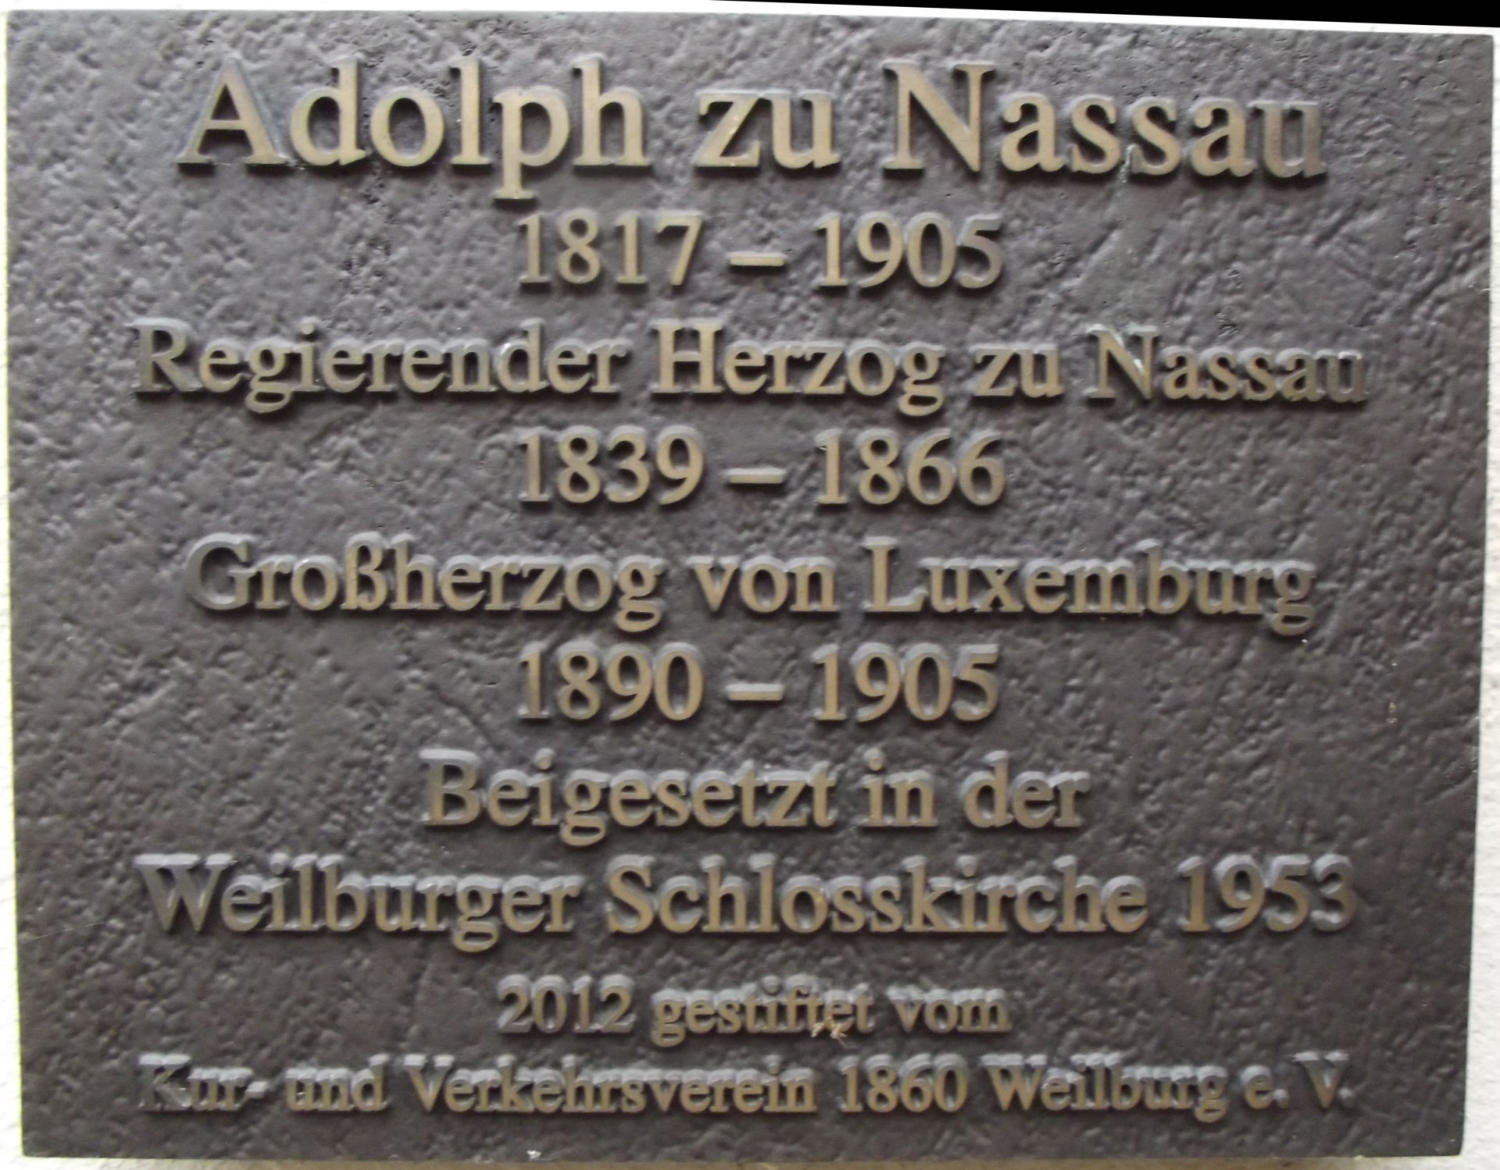 Adolph zu Nassau
1817 – 1905
Regierender Herzog zu Nassau
1839 – 1866
Großherzog von Luxemburg
1890 – 1905
Beigesetzt in der
Weilburger Schlosskirche 1953
2012 gestiftet vom
Kur- und Verkehrsverein 1860 Weilburg e. V.